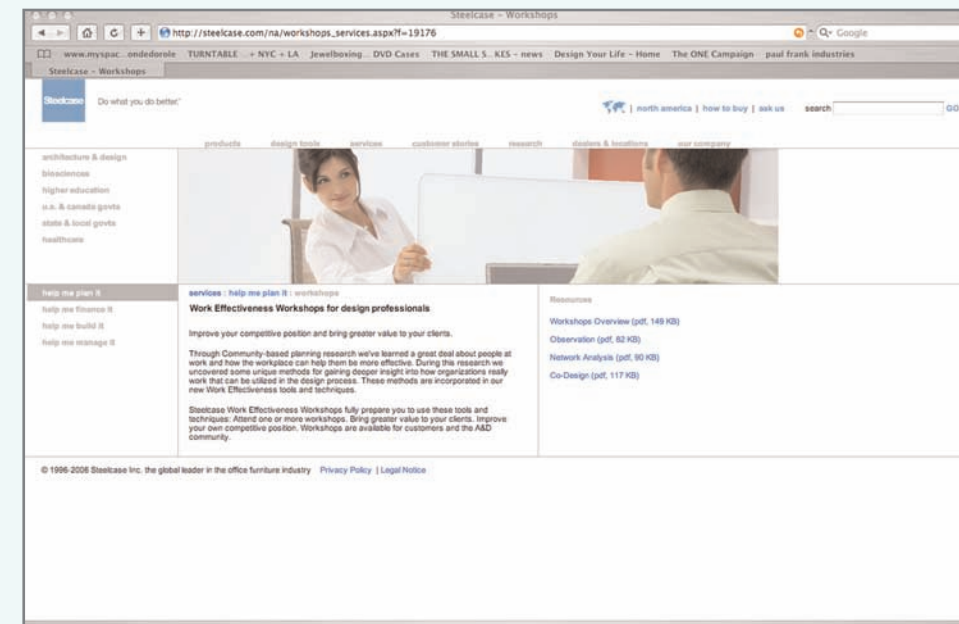 Steelcase – Workshops
http://steelcase.com/na/workshops_services.aspx?f=19176
Google
www.myspac...ondedorole TURNTABLE...+ NYC + LA Jewelboxing... DVD Cases THE SMALL S...KES – news Design Your Life – Home The ONE Campaign paul frank industries
Steelcase – Workshops
Steelcase Do what you do better.™
north america | how to buy | ask us search GO
products design tools services customer stories research dealers & locations our company
architecture & design
biosciences
higher education
u.s. & canada govts
state & local govts
healthcare
help me plan it
help me finance it
help me build it
help me manage it
services : help me plan it : workshops
Work Effectiveness Workshops for design professionals
Improve your competitive position and bring greater value to your clients.
Through Community-based planning research we've learned a great deal about people at
work and how the workplace can help them be more effective. During this research we
uncovered some unique methods for gaining deeper insight into how organizations really
work that can be utilized in the design process. These methods are incorporated in our
new Work Effectiveness tools and techniques.
Steelcase Work Effectiveness Workshops fully prepare you to use these tools and
techniques: Attend one or more workshops. Bring greater value to your clients. Improve
your own competitive position. Workshops are available for customers and the A&D
community.
Resources
Workshops Overview (pdf, 149 KB)
Observation (pdf, 82 KB)
Network Analysis (pdf, 90 KB)
Co-Design (pdf, 117 KB)
© 1996-2006 Steelcase Inc. the global leader in the office furniture industry Privacy Policy | Legal Notice